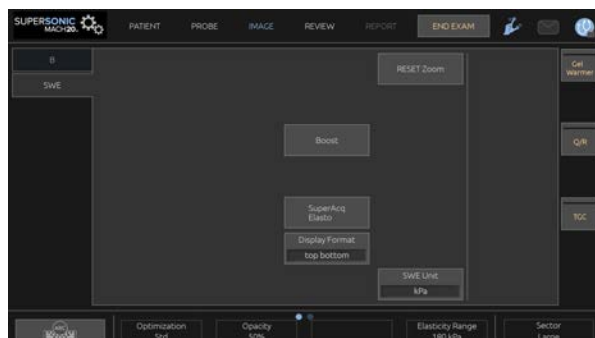 SUPERSONIC
MACH20.
PATIENT
PROBE
IMAGE
REVIEW
REPORT
END EXAM
B
SWE
RESET Zoom
Gel
Warmer
Boost
Q/R
SuperAcq
Elasto
TGC
Display Format
top bottom
SWE Unit
kPa
ABC
Optimization
Std
Opacity
50%
Elasticity Range
180 kPa
Sector
Large